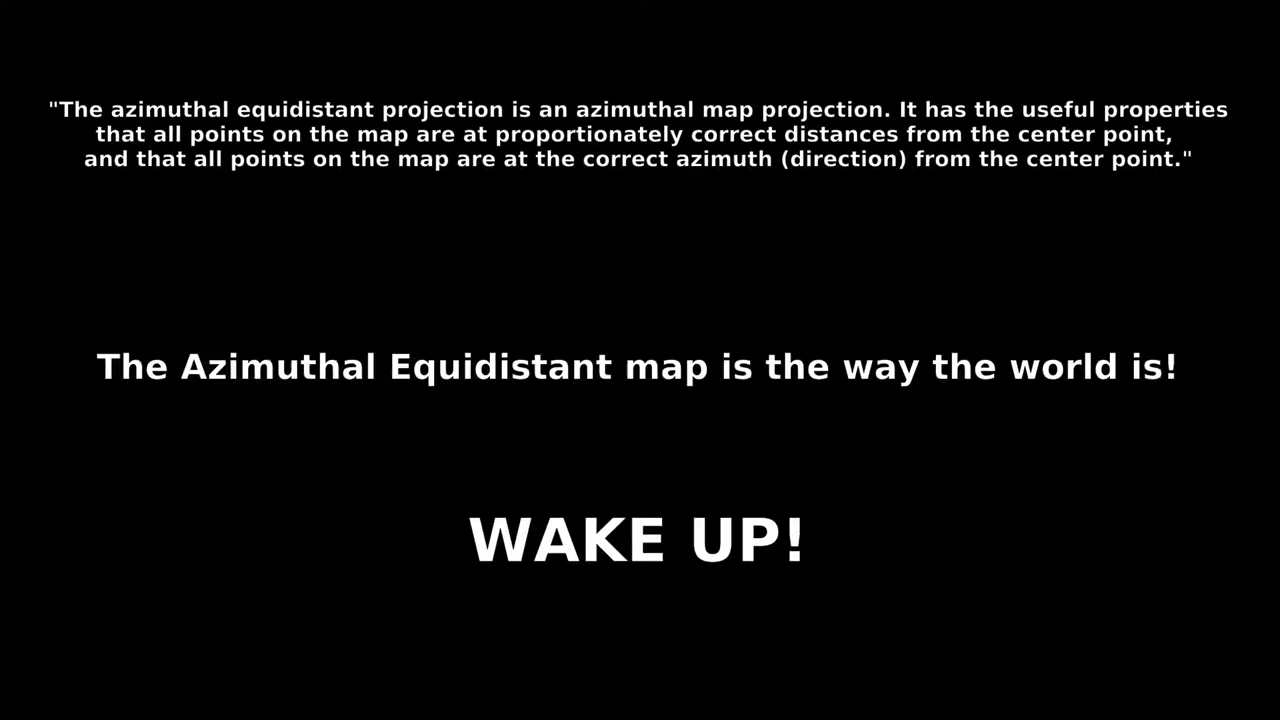 "The azimuthal equidistant projection is an azimuthal map projection. It has the useful properties
that all points on the map are at proportionately correct distances from the center point,
and that all points on the map are at the correct azimuth (direction) from the center point."
The Azimuthal Equidistant map is the way the world is!
WAKE UP!